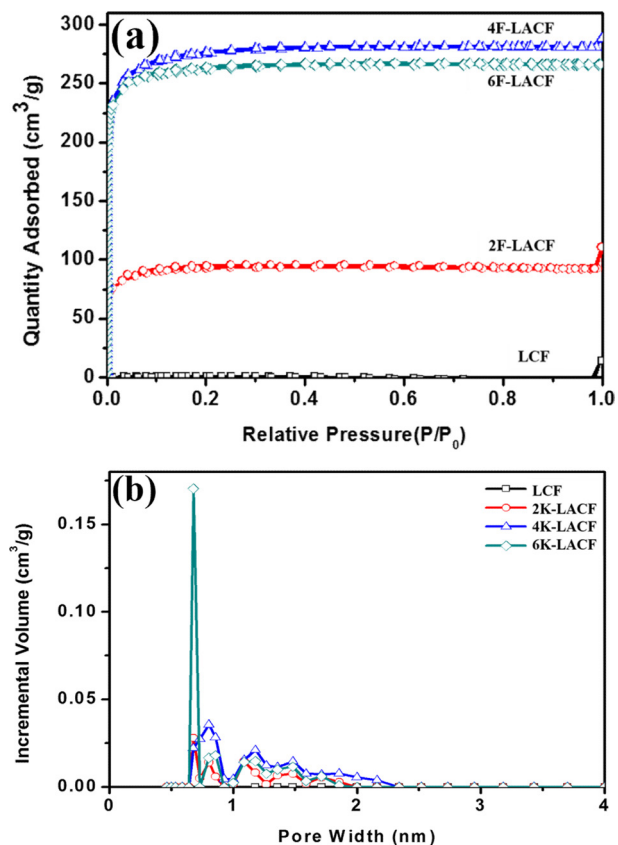 (a)
4F-LACF
6F-LACF
2F-LACF
LCF
300
250
200
150
100
50
0
Quantity Adsorbed (cm³/g)
0.0 0.2 0.4 0.6 0.8 1.0
Relative Pressure(P/P₀)
(b)
LCF
2K-LACF
4K-LACF
6K-LACF
0.15
0.10
0.05
0.00
Incremental Volume (cm³/g)
0 1 2 3 4
Pore Width (nm)